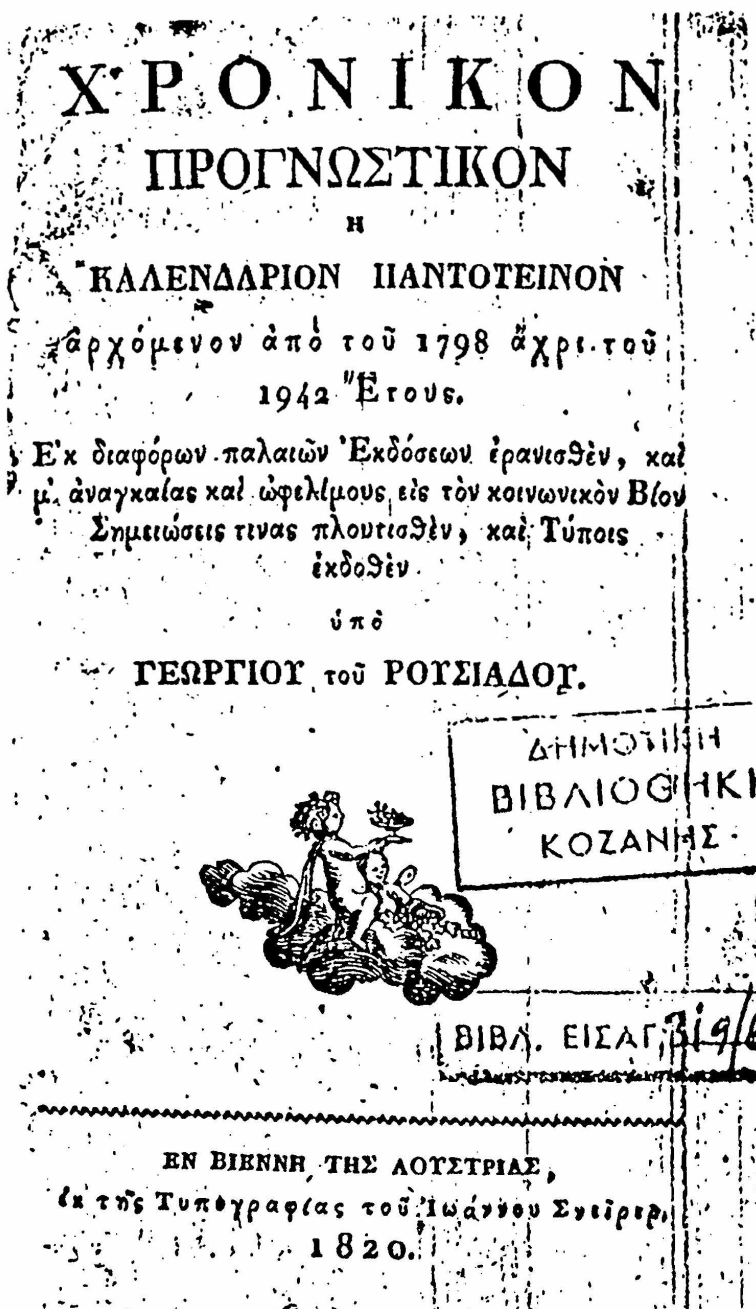 ΧΡΟΝΙΚΟΝ
ΠΡΟΓΝΩΣΤΙΚΟΝ
Η
ΚΑΛΕΝΔΑΡΙΟΝ ΠΑΝΤΟΤΕΙΝΟΝ
ἀρχόμενον ἀπὸ τοῦ 1798 ἄχρι τοῦ
1942 Ἔτους.
Ἐκ διαφόρων παλαιῶν Ἐκδόσεων ἐρανισθὲν, καὶ
μ' ἀναγκαίας καὶ ὠφελίμους εἰς τὸν κοινωνικὸν Βίον
Σημειώσεις τινας πλουτισθὲν, καὶ Τύποις
ἐκδοθὲν
ὑπὸ
ΓΕΩΡΓΙΟΥ τοῦ ΡΟΥΣΙΑΔΟΥ.
ΔΗΜΟΤΙΚΗ
ΒΙΒΛΙΟΘΗΚΗ
ΚΟΖΑΝΗΣ
ΒΙΒΛ. ΕΙΣΑΓ.
ΕΝ ΒΙΕΝΝΗ ΤΗΣ ΑΟΥΣΤΡΙΑΣ,
ἐκ τῆς Τυπογραφίας τοῦ Ἰωάννου Σνεῖρερ.
1820.